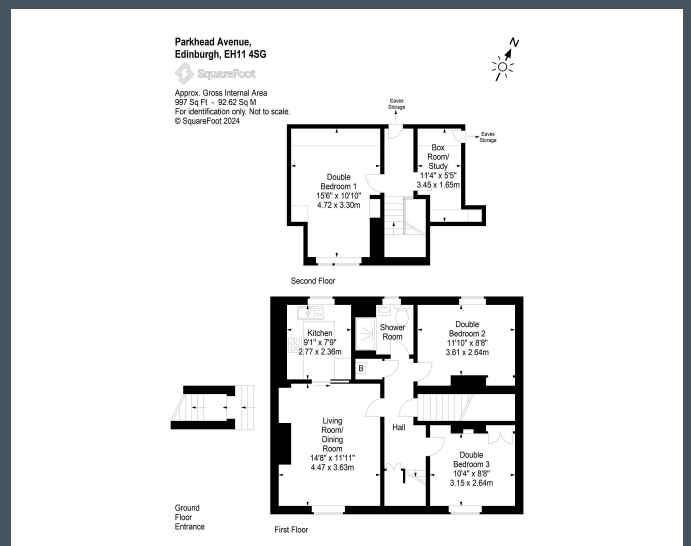 Parkhead Avenue,
Edinburgh, EH11 4SG
SquareFoot
Approx. Gross Internal Area
997 Sq Ft - 92.62 Sq M
For identification only. Not to scale.
© SquareFoot 2024
N
Eaves
Storage
Eaves
Storage
Double
Bedroom 1
15'6" x 10'10"
4.72 x 3.30m
Box
Room/
Study
11'4" x 5'5"
3.45 x 1.65m
Second Floor
Kitchen
9'1" x 7'9"
2.77 x 2.36m
Shower
Room
Double
Bedroom 2
11'10" x 8'8"
3.61 x 2.64m
B
Living
Room/
Dining
Room
14'8" x 11'11"
4.47 x 3.63m
Hall
Double
Bedroom 3
10'4" x 8'8"
3.15 x 2.64m
Ground
Floor
Entrance
First Floor